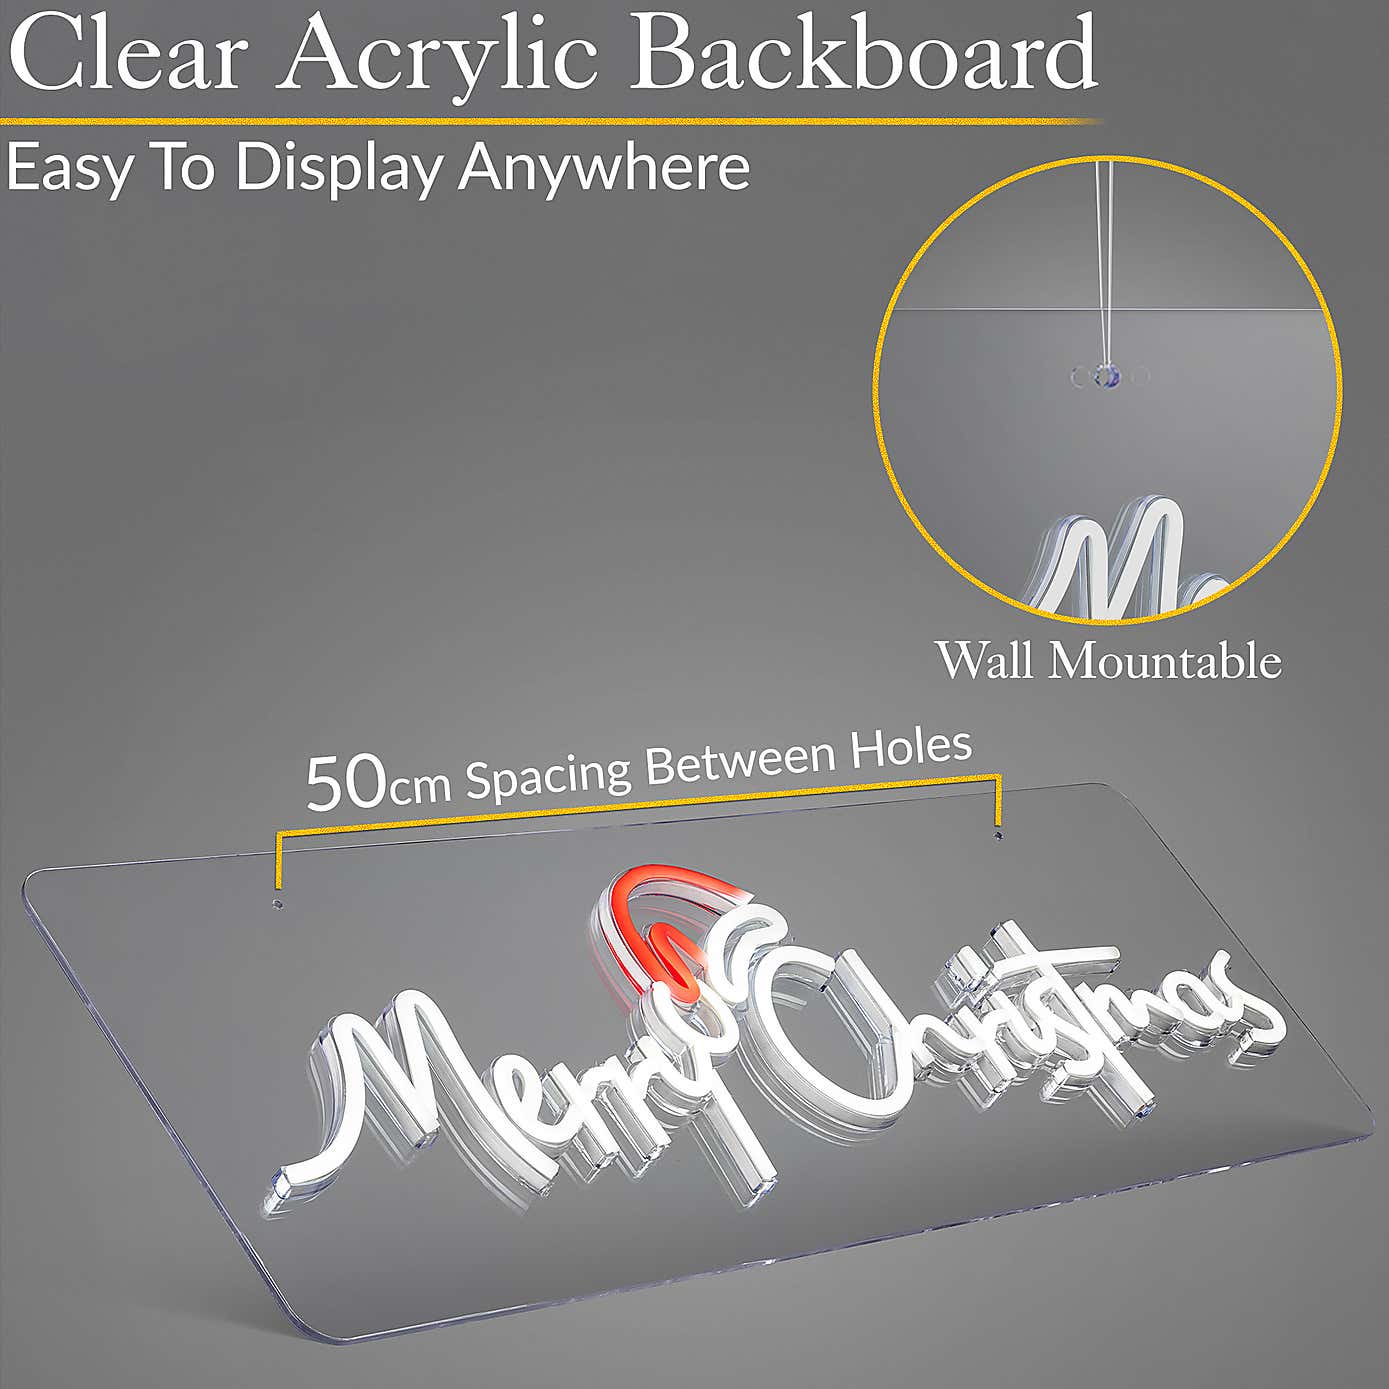 Clear Acrylic Backboard
Easy To Display Anywhere
Wall Mountable
50cm Spacing Between Holes
Merry Christmas